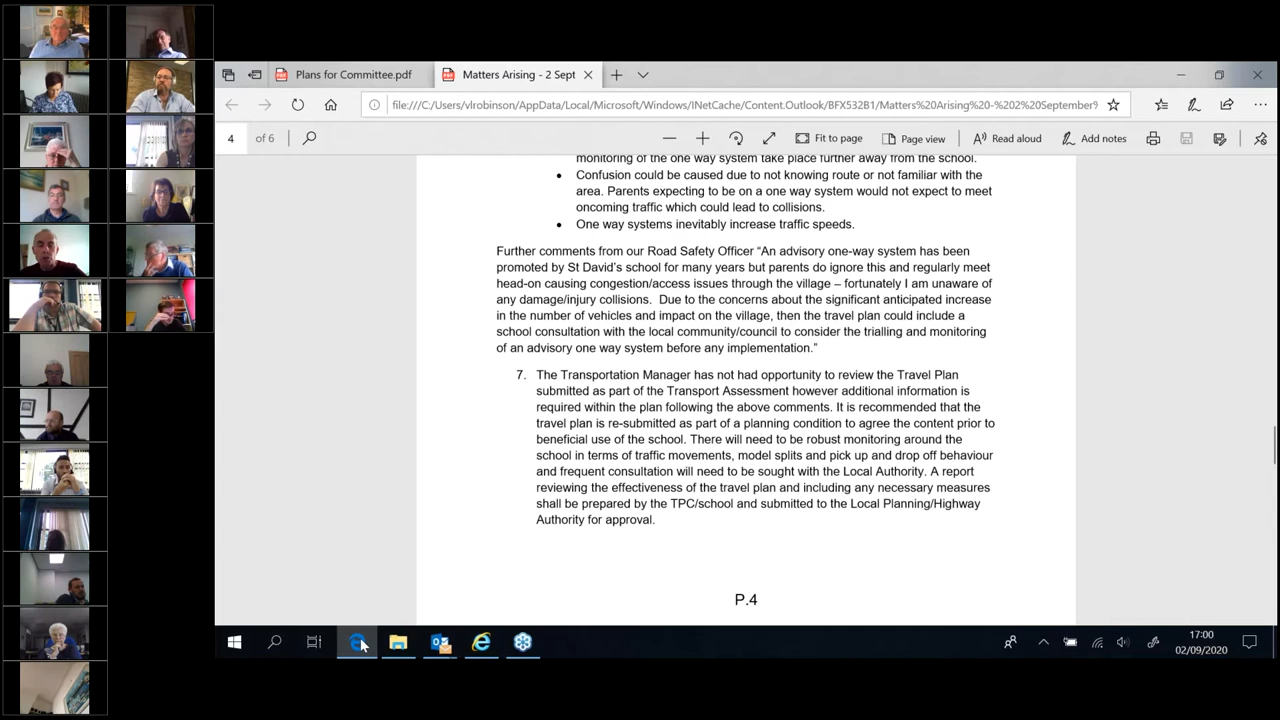 Plans for Committee.pdf
Matters Arising - 2 Sept
file:///C:/Users/vlrobinson/AppData/Local/Microsoft/Windows/INetCache/Content.Outlook/BFX532B1/Matters%20Arising%20-%202%20September%
4 of 6
Fit to page
Page view
Read aloud
Add notes
monitoring of the one way system take place further away from the school.
• Confusion could be caused due to not knowing route or not familiar with the
area. Parents expecting to be on a one way system would not expect to meet
oncoming traffic which could lead to collisions.
• One way systems inevitably increase traffic speeds.
Further comments from our Road Safety Officer “An advisory one-way system has been
promoted by St David’s school for many years but parents do ignore this and regularly meet
head-on causing congestion/access issues through the village – fortunately I am unaware of
any damage/injury collisions. Due to the concerns about the significant anticipated increase
in the number of vehicles and impact on the village, then the travel plan could include a
school consultation with the local community/council to consider the trialling and monitoring
of an advisory one way system before any implementation.”
7. The Transportation Manager has not had opportunity to review the Travel Plan
submitted as part of the Transport Assessment however additional information is
required within the plan following the above comments. It is recommended that the
travel plan is re-submitted as part of a planning condition to agree the content prior to
beneficial use of the school. There will need to be robust monitoring around the
school in terms of traffic movements, model splits and pick up and drop off behaviour
and frequent consultation will need to be sought with the Local Authority. A report
reviewing the effectiveness of the travel plan and including any necessary measures
shall be prepared by the TPC/school and submitted to the Local Planning/Highway
Authority for approval.
P.4
17:00
02/09/2020